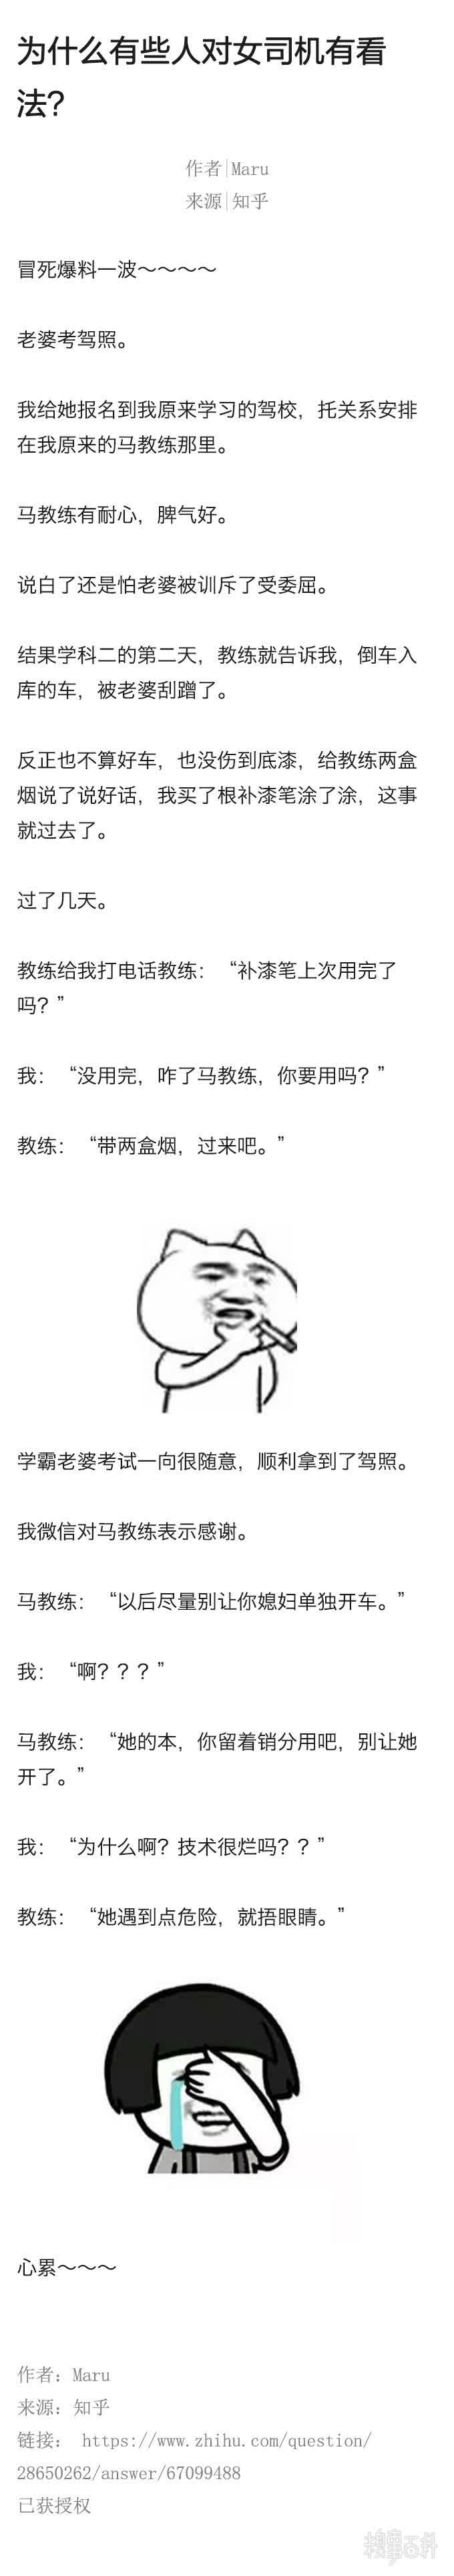 为什么有些人对女司机有看
法？
作者|Maru
来源|知乎
冒死爆料一波～～～～
老婆考驾照。
我给她报名到我原来学习的驾校，托关系安排
在我原来的马教练那里。
马教练有耐心，脾气好。
说白了还是怕老婆被训斥了受委屈。
结果学科二的第二天，教练就告诉我，倒车入
库的车，被老婆刮蹭了。
反正也不算好车，也没伤到底漆，给教练两盒
烟说了说好话，我买了根补漆笔涂了涂，这事
就过去了。
过了几天。
教练给我打电话教练：“补漆笔上次用完了
吗？”
我：“没用完，咋了马教练，你要用吗？”
教练：“带两盒烟，过来吧。”
学霸老婆考试一向很随意，顺利拿到了驾照。
我微信对马教练表示感谢。
马教练：“以后尽量别让你媳妇单独开车。”
我：“啊？？？”
马教练：“她的本，你留着销分用吧，别让她
开了。”
我：“为什么啊？技术很烂吗？？”
教练：“她遇到点危险，就捂眼睛。”
心累～～～
作者：Maru
来源：知乎
链接： https://www.zhihu.com/question/
28650262/answer/67099488
已获授权
糗事百科